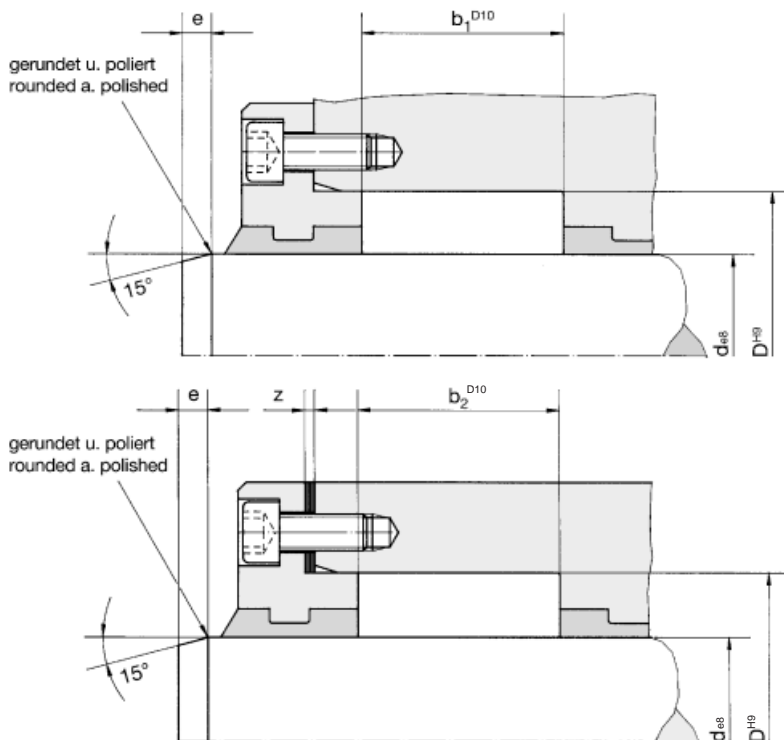 e
b₁D10
gerundet u. poliert
rounded a. polished
15°
de8
DH9
e
z
b₂D10
gerundet u. poliert
rounded a. polished
15°
de8
DH9